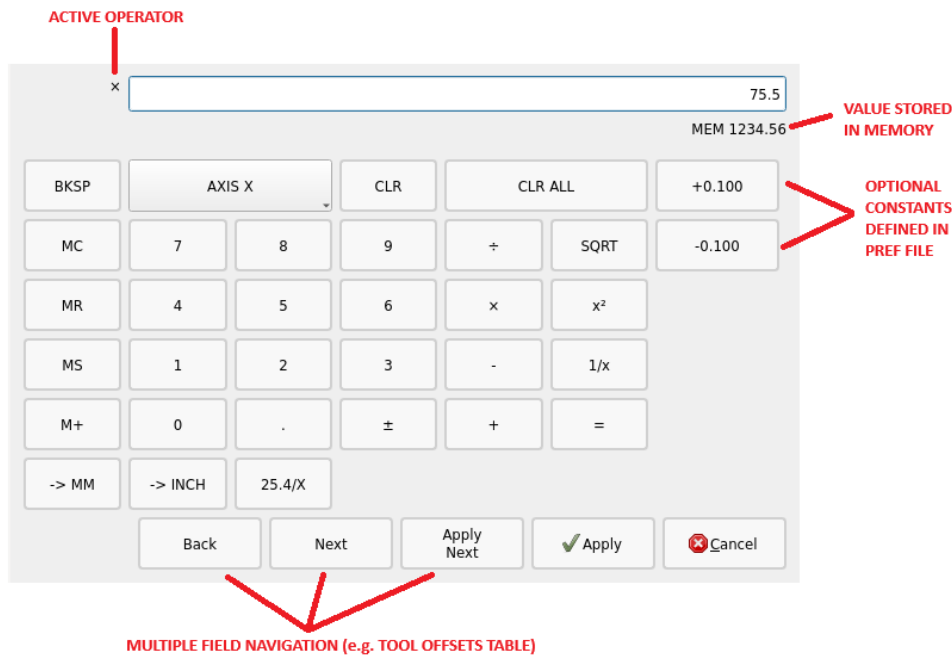 ACTIVE OPERATOR
×
75.5
MEM 1234.56
VALUE STORED
IN MEMORY
BKSP AXIS X CLR CLR ALL +0.100
OPTIONAL
CONSTANTS
DEFINED IN
PREF FILE
MC 7 8 9 ÷ SQRT -0.100
MR 4 5 6 × x²
MS 1 2 3 - 1/x
M+ 0 . ± + =
-> MM -> INCH 25.4/X
Back Next Apply
Next Apply Cancel
MULTIPLE FIELD NAVIGATION (e.g. TOOL OFFSETS TABLE)